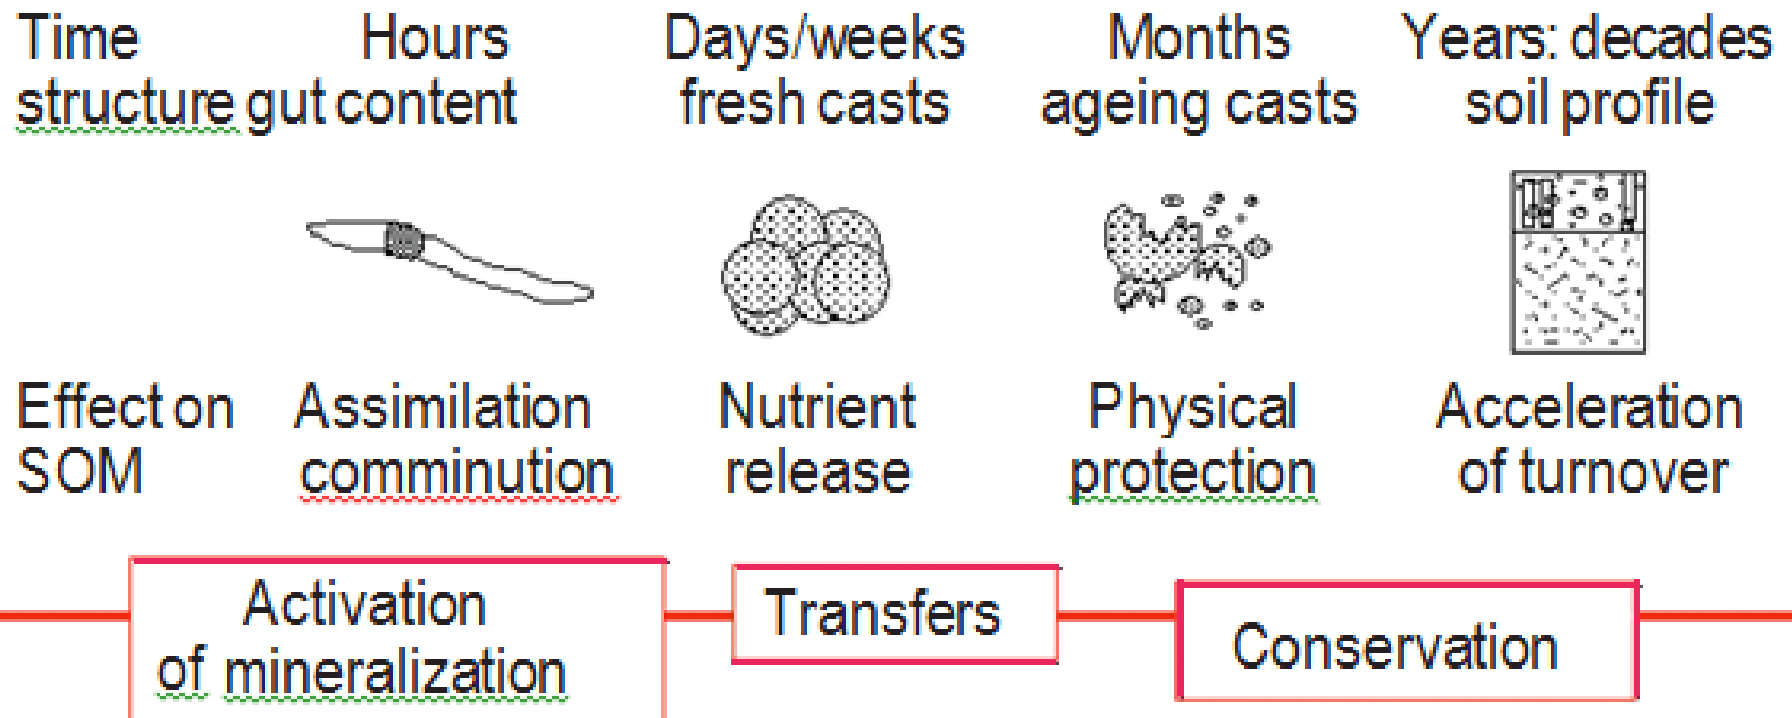 Time Hours Days/weeks Months Years: decades
structure gut content fresh casts ageing casts soil profile
Effect on Assimilation Nutrient Physical Acceleration
SOM comminution release protection of turnover
Activation
of mineralization
Transfers
Conservation